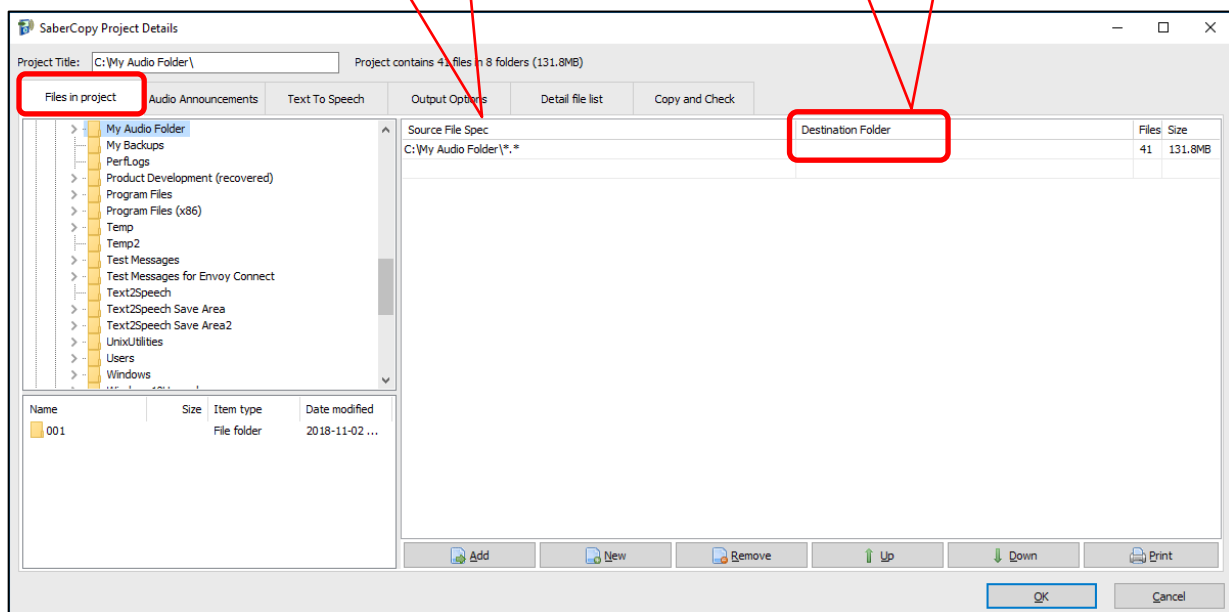 SaberCopy Project Details
Project Title: C:\My Audio Folder\ Project contains 41 files in 8 folders (131.8MB)
Files in project Audio Announcements Text To Speech Output Options Detail file list Copy and Check
My Audio Folder
My Backups
PerfLogs
Product Development (recovered)
Program Files
Program Files (x86)
Temp
Temp2
Test Messages
Test Messages for Envoy Connect
Text2Speech
Text2Speech Save Area
Text2Speech Save Area2
UnixUtilities
Users
Windows
Source File Spec Destination Folder Files Size
C:\My Audio Folder\*.* 41 131.8MB
Name Size Item type Date modified
001 File folder 2018-11-02 ...
Add New Remove Up Down Print
OK Cancel